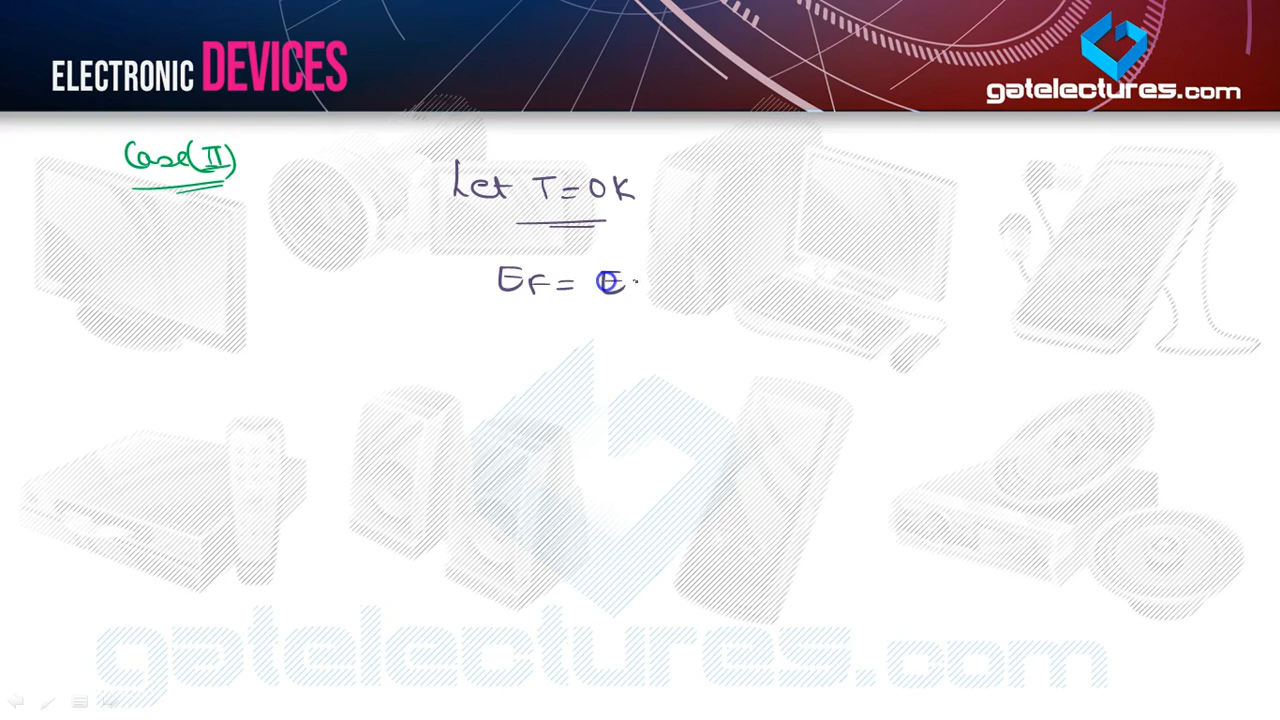 ELECTRONIC DEVICES
gatelectures.com
Case(II)
Let T=0K
EF= E
gatelectures.com